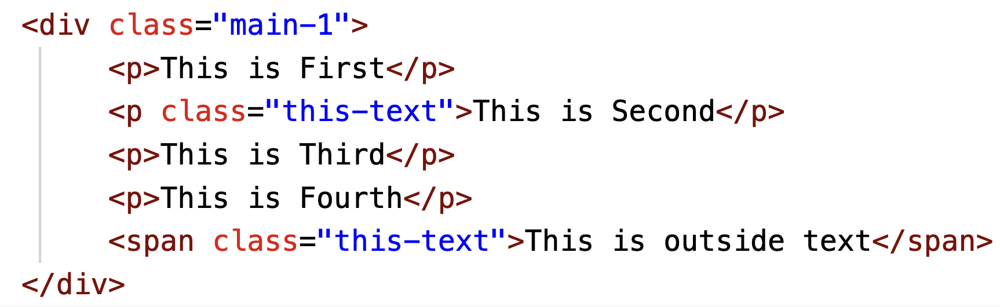 <div class="main-1">
<p>This is First</p>
<p class="this-text">This is Second</p>
<p>This is Third</p>
<p>This is Fourth</p>
<span class="this-text">This is outside text</span>
</div>